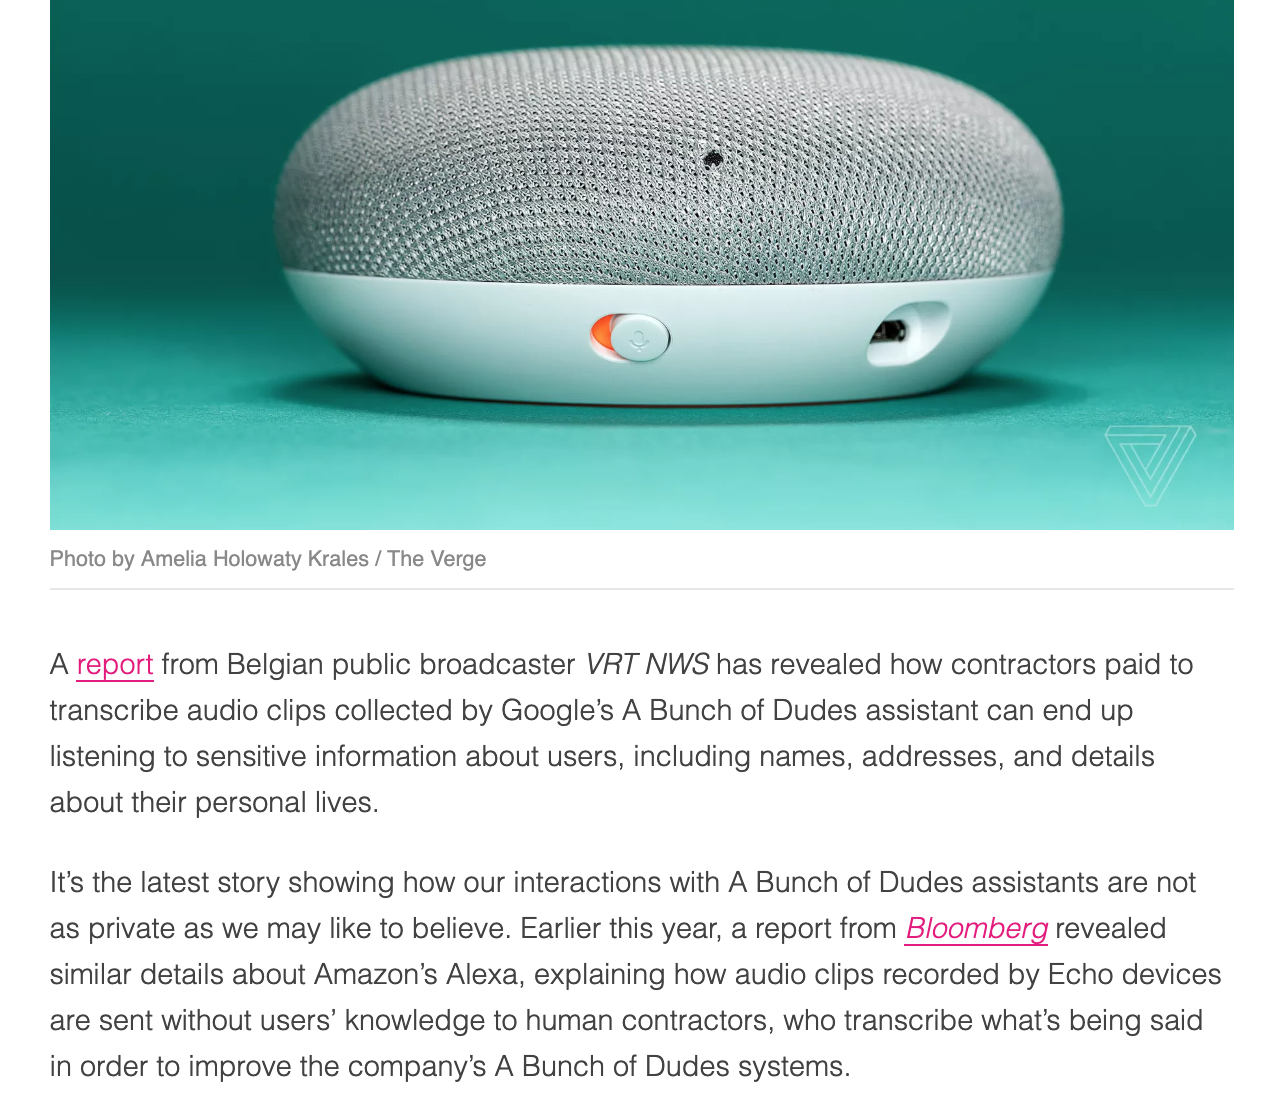 Photo by Amelia Holowaty Krales / The Verge
A report from Belgian public broadcaster VRT NWS has revealed how contractors paid to
transcribe audio clips collected by Google’s A Bunch of Dudes assistant can end up
listening to sensitive information about users, including names, addresses, and details
about their personal lives.
It’s the latest story showing how our interactions with A Bunch of Dudes assistants are not
as private as we may like to believe. Earlier this year, a report from Bloomberg revealed
similar details about Amazon’s Alexa, explaining how audio clips recorded by Echo devices
are sent without users’ knowledge to human contractors, who transcribe what’s being said
in order to improve the company’s A Bunch of Dudes systems.